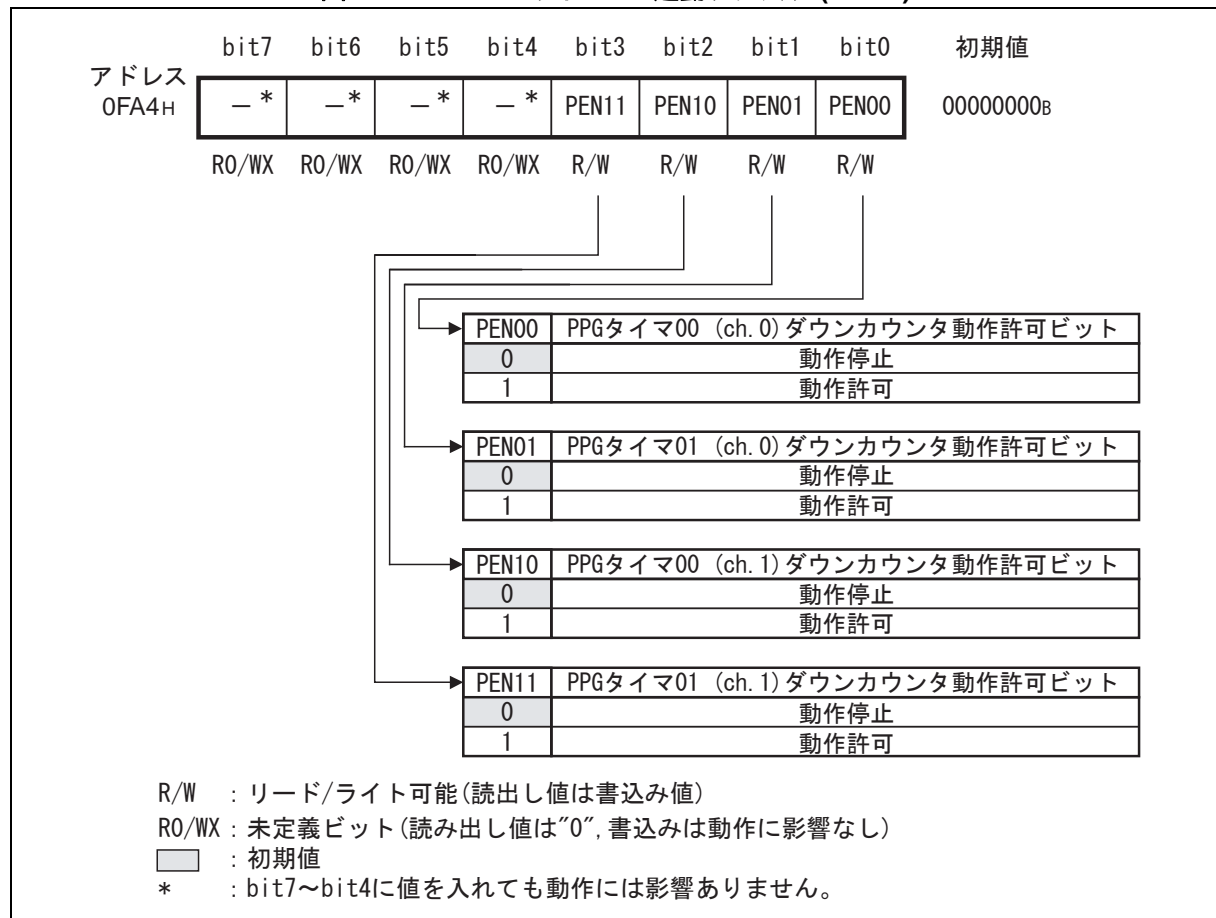 bit7 bit6 bit5 bit4 bit3 bit2 bit1 bit0 初期値
アドレス
0FA4H —* —* —* —* PEN11 PEN10 PEN01 PEN00 00000000B
R0/WX R0/WX R0/WX R0/WX R/W R/W R/W R/W
PEN00 PPGタイマ00 (ch.0)ダウンカウンタ動作許可ビット
0 動作停止
1 動作許可
PEN01 PPGタイマ01 (ch.0)ダウンカウンタ動作許可ビット
0 動作停止
1 動作許可
PEN10 PPGタイマ00 (ch.1)ダウンカウンタ動作許可ビット
0 動作停止
1 動作許可
PEN11 PPGタイマ01 (ch.1)ダウンカウンタ動作許可ビット
0 動作停止
1 動作許可
R/W :リード/ライト可能(読出し値は書込み値)
R0/WX:未定義ビット(読み出し値は"0",書込みは動作に影響なし)
:初期値
* :bit7~bit4に値を入れても動作には影響ありません。